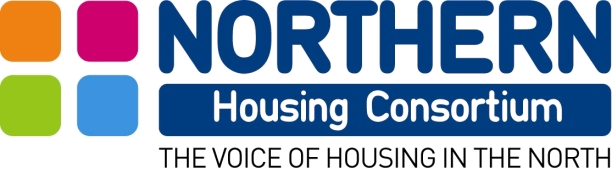 NORTHERN
Housing Consortium
THE VOICE OF HOUSING IN THE NORTH